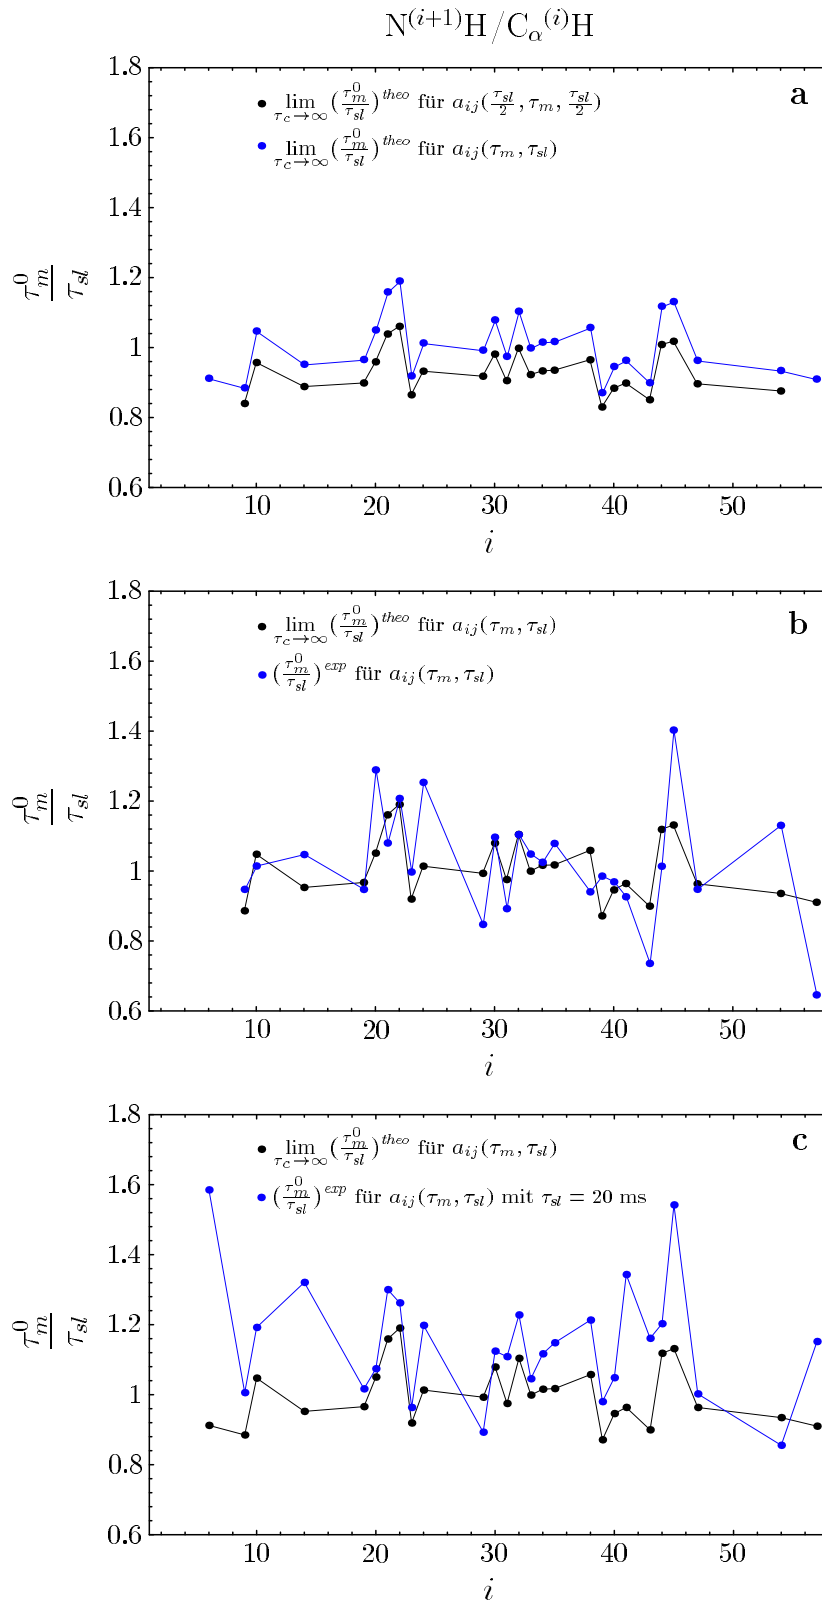 N^(i+1)H/C_α^(i)H
a
lim_{τ_c→∞} (τ_m^0/τ_sl)^theo für a_ij(τ_sl/2, τ_m, τ_sl/2)
lim_{τ_c→∞} (τ_m^0/τ_sl)^theo für a_ij(τ_m, τ_sl)
τ_m^0/τ_sl
1.8
1.6
1.4
1.2
1
0.8
0.6
10 20 30 40 50
i
b
lim_{τ_c→∞} (τ_m^0/τ_sl)^theo für a_ij(τ_m, τ_sl)
(τ_m^0/τ_sl)^exp für a_ij(τ_m, τ_sl)
τ_m^0/τ_sl
1.8
1.6
1.4
1.2
1
0.8
0.6
10 20 30 40 50
i
c
lim_{τ_c→∞} (τ_m^0/τ_sl)^theo für a_ij(τ_m, τ_sl)
(τ_m^0/τ_sl)^exp für a_ij(τ_m, τ_sl) mit τ_sl = 20 ms
τ_m^0/τ_sl
1.8
1.6
1.4
1.2
1
0.8
0.6
10 20 30 40 50
i